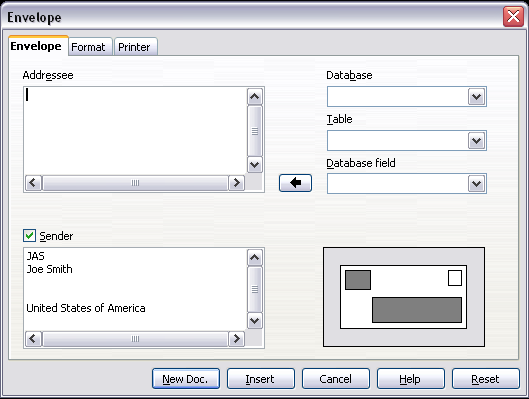 Envelope
Envelope Format Printer
Addressee
Database
Table
Database field
Sender
JAS
Joe Smith
United States of America
New Doc. Insert Cancel Help Reset